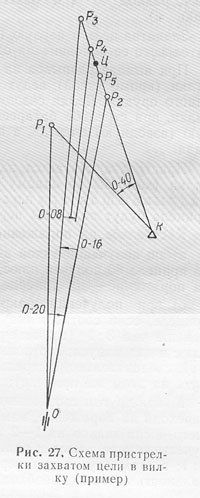 P₃
P₄
Ц
P₅
P₂
P₁
0-40
К
0-08
0-16
0-20
О
Рис. 27. Схема пристрел-
ки захватом цели в вил-
ку (пример)